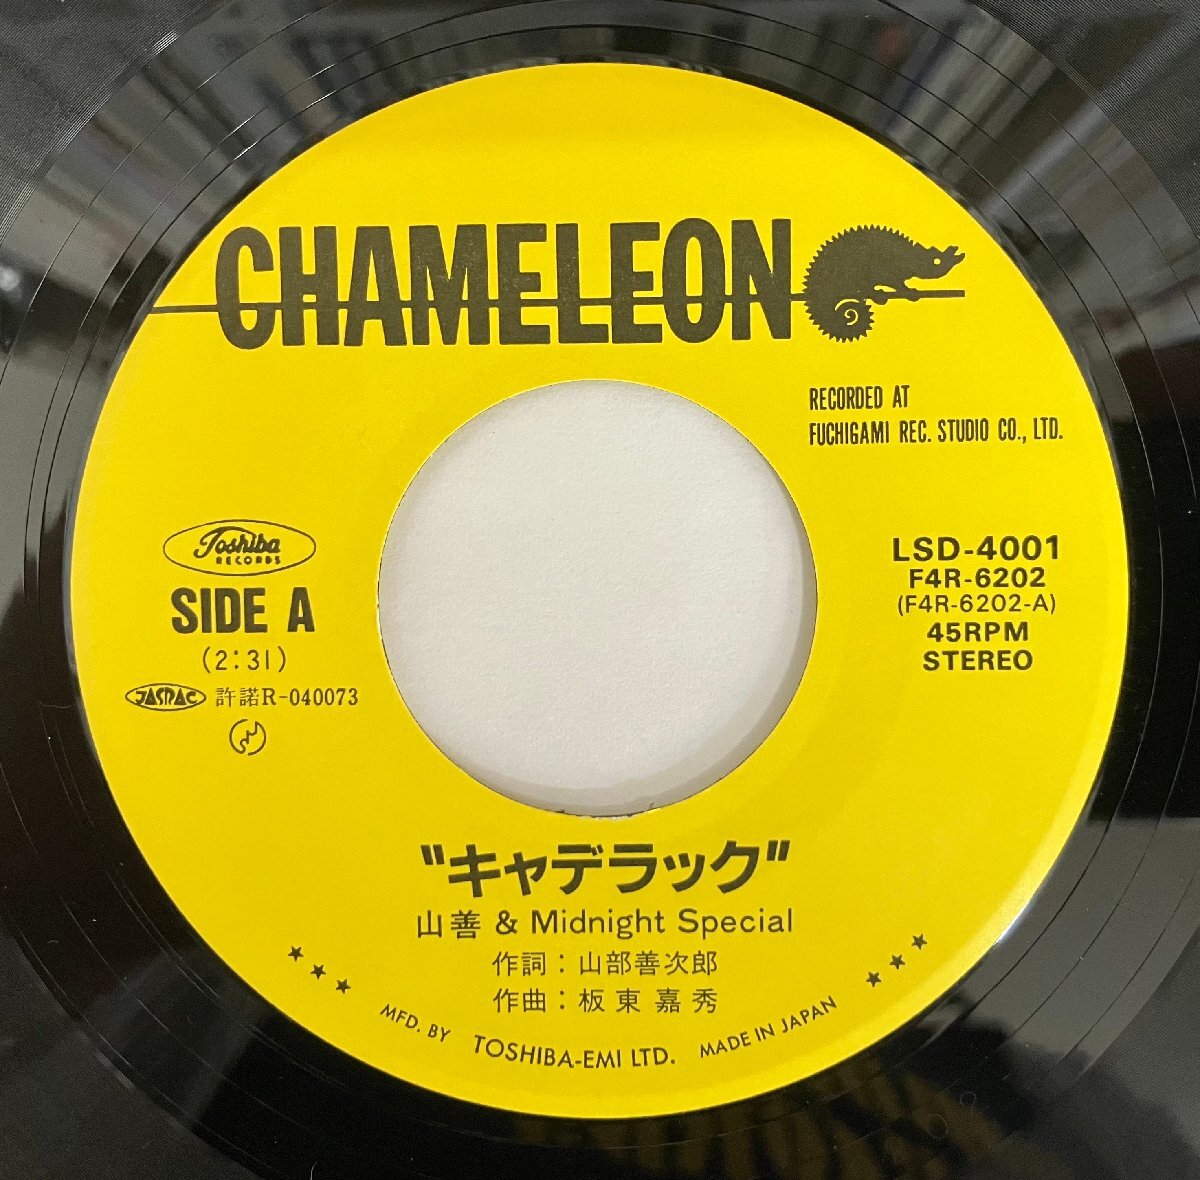 CHAMELEON
RECORDED AT
FUCHIGAMI REC. STUDIO CO., LTD.
Toshiba
RECORDS
SIDE A
(2:31)
JASRAC 許諾R-040073
LSD-4001
F4R-6202
(F4R-6202-A)
45RPM
STEREO
"キャデラック"
山善 & Midnight Special
作詞：山部善次郎
作曲：板東嘉秀
MFD. BY TOSHIBA-EMI LTD. MADE IN JAPAN